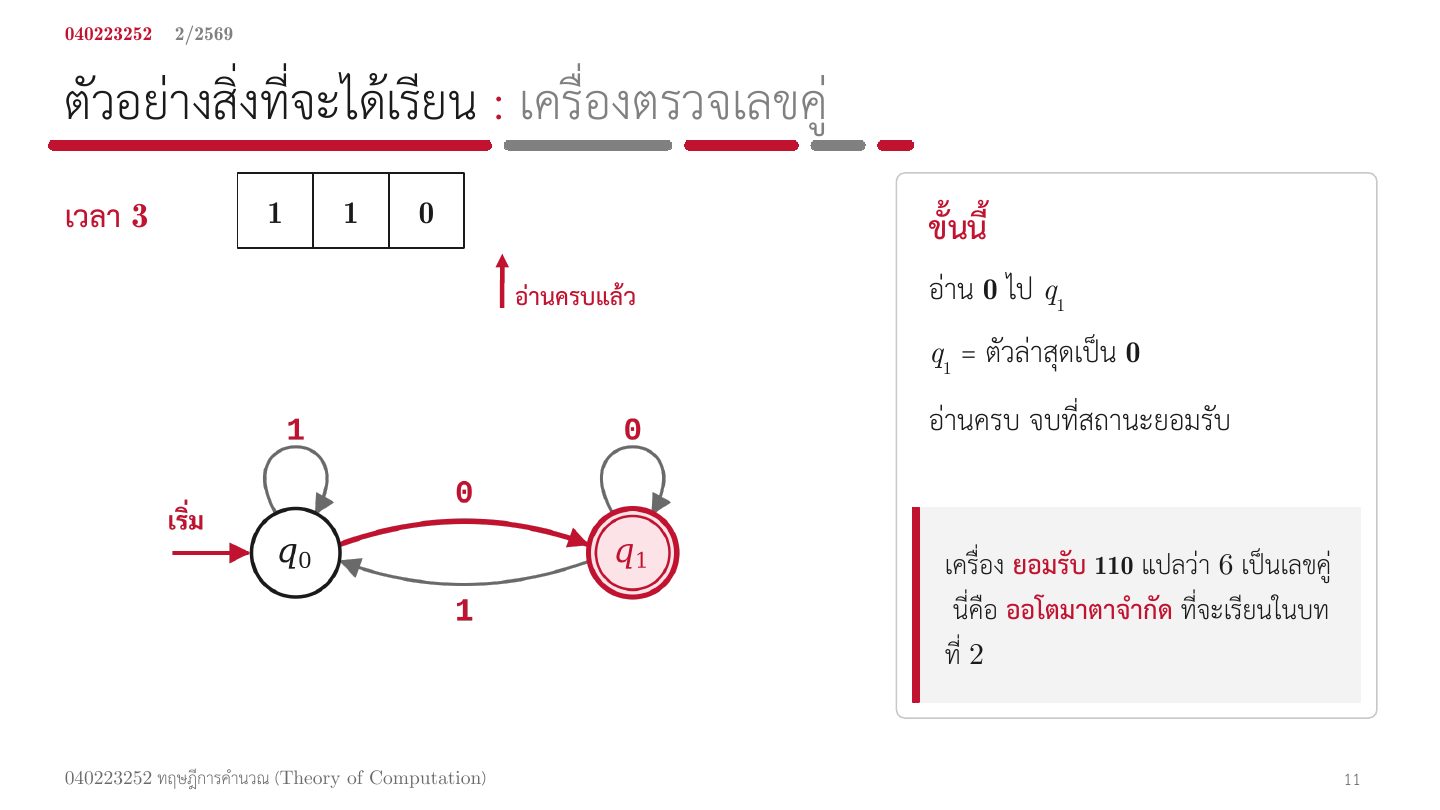 040223252 2/2569
ตัวอย่างสิ่งที่จะได้เรียน : เครื่องตรวจเลขคู่
เวลา 3
1 1 0
อ่านครบแล้ว
1
0
0
เริ่ม
q0
q1
1
ขั้นนี้
อ่าน 0 ไป q1
q1 = ตัวล่าสุดเป็น 0
อ่านครบ จบที่สถานะยอมรับ
เครื่อง ยอมรับ 110 แปลว่า 6 เป็นเลขคู่
นี่คือ ออโตมาตาจำกัด ที่จะเรียนในบท
ที่ 2
040223252 ทฤษฎีการคำนวณ (Theory of Computation)
11